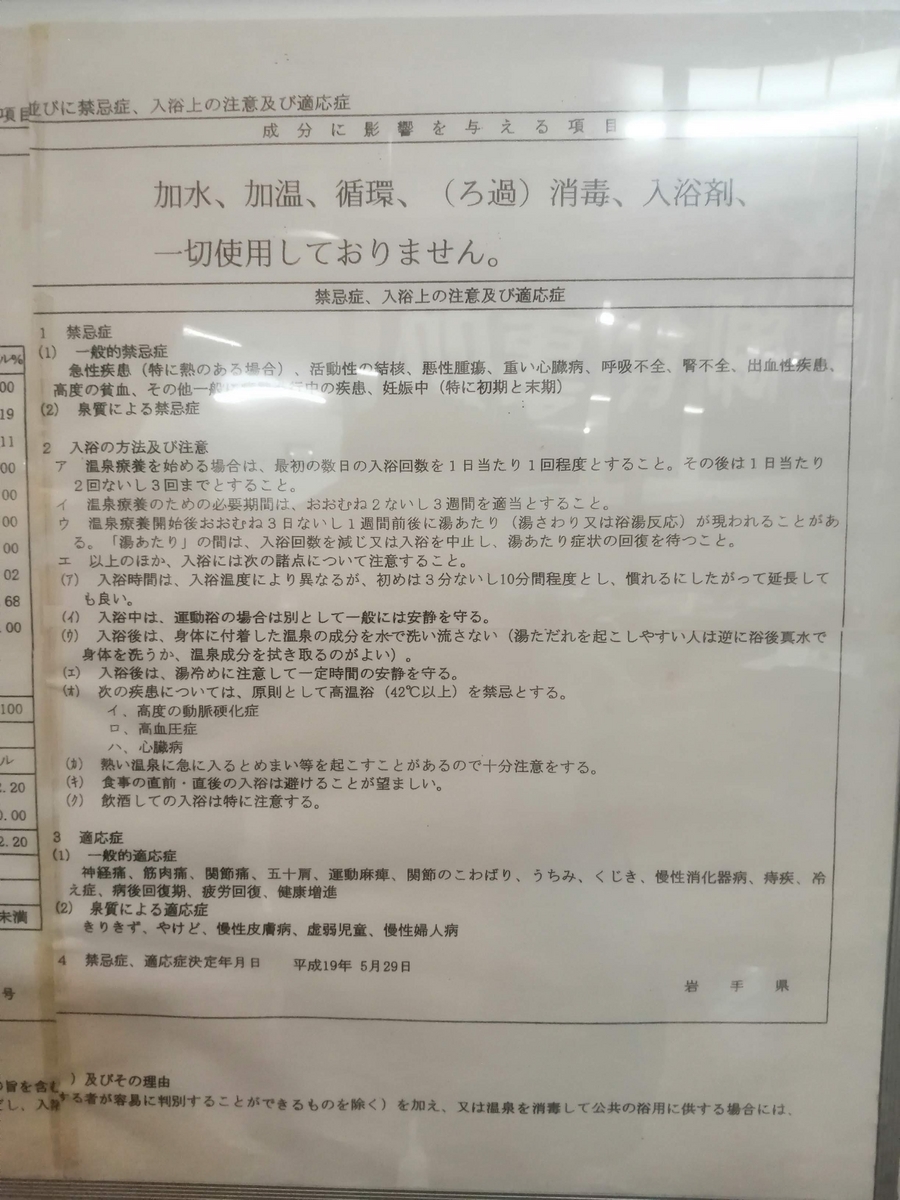 項目並びに禁忌症、入浴上の注意及び適応症
成分に影響を与える項目
加水、加温、循環、（ろ過）消毒、入浴剤、
一切使用しておりません。
禁忌症、入浴上の注意及び適応症
1 禁忌症
(1) 一般的禁忌症
急性疾患（特に熱のある場合）、活動性の結核、悪性腫瘍、重い心臓病、呼吸不全、腎不全、出血性疾患、
高度の貧血、その他一般に 中の疾患、妊娠中（特に初期と末期）
(2) 泉質による禁忌症
2 入浴の方法及び注意
ア 温泉療養を始める場合は、最初の数日の入浴回数を１日当たり１回程度とすること。その後は１日当たり
２回ないし３回までとすること。
イ 温泉療養のための必要期間は、おおむね２ないし３週間を適当とすること。
ウ 温泉療養開始後おおむね３日ないし１週間前後に湯あたり（湯さわり又は浴湯反応）が現われることがあ
る。「湯あたり」の間は、入浴回数を減じ又は入浴を中止し、湯あたり症状の回復を待つこと。
エ 以上のほか、入浴には次の諸点について注意すること。
(ｱ) 入浴時間は、入浴温度により異なるが、初めは３分ないし10分間程度とし、慣れるにしたがって延長して
も良い。
(ｲ) 入浴中は、運動浴の場合は別として一般には安静を守る。
(ｳ) 入浴後は、身体に付着した温泉の成分を水で洗い流さない（湯ただれを起こしやすい人は逆に浴後真水で
身体を洗うか、温泉成分を拭き取るのがよい）。
(ｴ) 入浴後は、湯冷めに注意して一定時間の安静を守る。
(ｵ) 次の疾患については、原則として高温浴（42℃以上）を禁忌とする。
イ、高度の動脈硬化症
ロ、高血圧症
ハ、心臓病
(ｶ) 熱い温泉に急に入るとめまい等を起こすことがあるので十分注意をする。
(ｷ) 食事の直前・直後の入浴は避けることが望ましい。
(ｸ) 飲酒しての入浴は特に注意する。
3 適応症
(1) 一般的適応症
神経痛、筋肉痛、関節痛、五十肩、運動麻痺、関節のこわばり、うちみ、くじき、慢性消化器病、痔疾、冷
え症、病後回復期、疲労回復、健康増進
(2) 泉質による適応症
きりきず、やけど、慢性皮膚病、虚弱児童、慢性婦人病
4 禁忌症、適応症決定年月日 平成19年 5月29日
岩手県
ル%
00
19
11
00
00
00
00
02
68
.00
100
ル
2.20
0.00
2.20
未満
号
の旨を含む）及びその理由
だし、入浴する者が容易に判別することができるものを除く）を加え、又は温泉を消毒して公共の浴用に供する場合には、